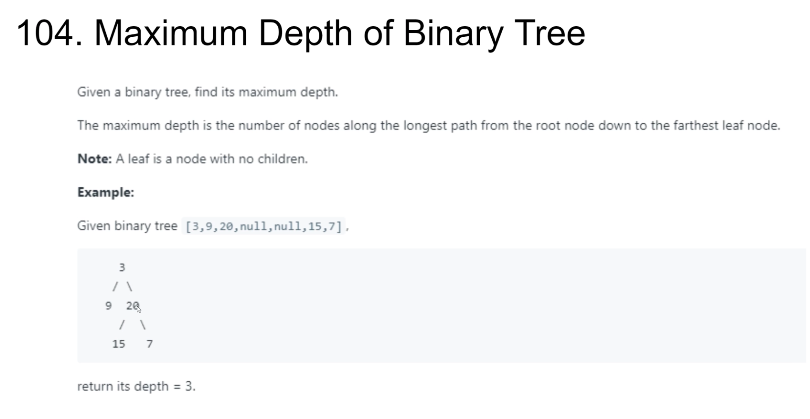 104. Maximum Depth of Binary Tree
Given a binary tree, find its maximum depth.
The maximum depth is the number of nodes along the longest path from the root node down to the farthest leaf node.
Note: A leaf is a node with no children.
Example:
Given binary tree [3,9,20,null,null,15,7],
3
/ \
9 20
/ \
15 7
return its depth = 3.